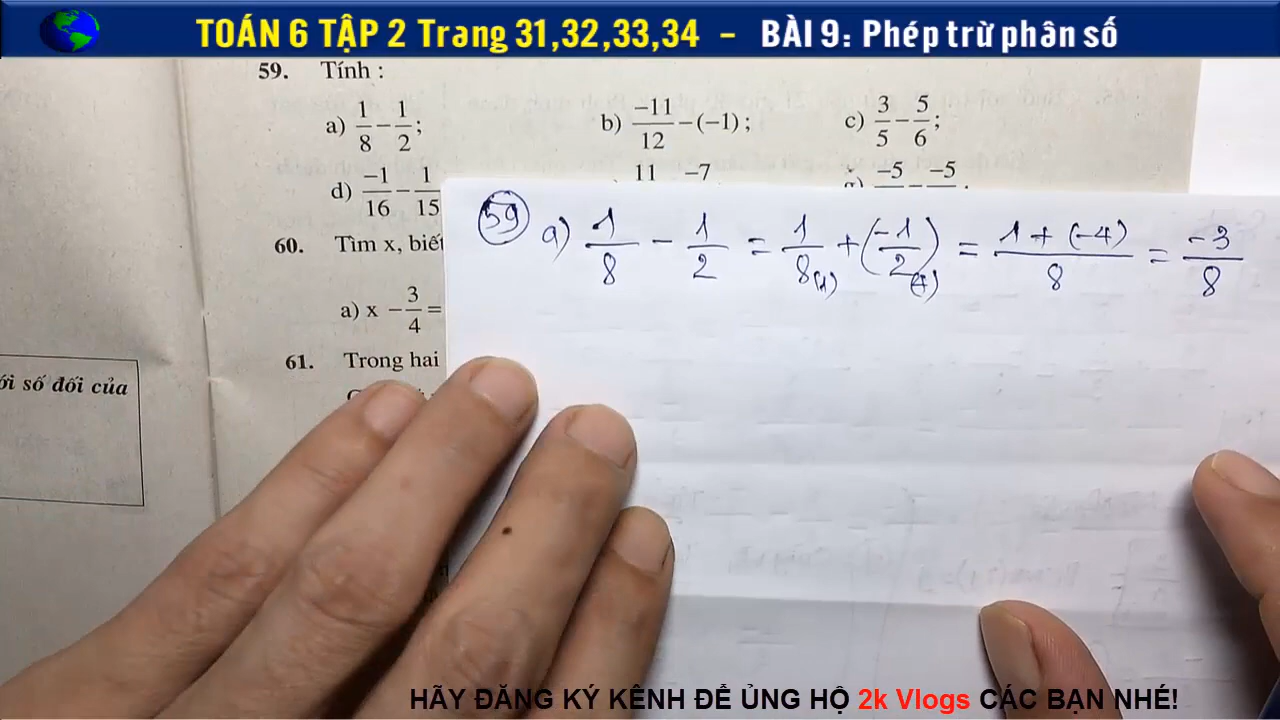 TOÁN 6 TẬP 2 Trang 31,32,33,34 – BÀI 9: Phép trừ phân số
59. Tính :
a) 1/8 − 1/2; b) −11/12 − (−1); c) 3/5 − 5/6;
d) −1/16 − 1/15 11 −7 −5 − −5.
59 a) 1/8 − 1/2 = 1/8(1) + (−1/2)(4) = 1 + (−4)/8 = −3/8
60. Tìm x, biết
a) x − 3/4 =
61. Trong hai
ới số đối của
HÃY ĐĂNG KÝ KÊNH ĐỂ ỦNG HỘ 2k Vlogs CÁC BẠN NHÉ!